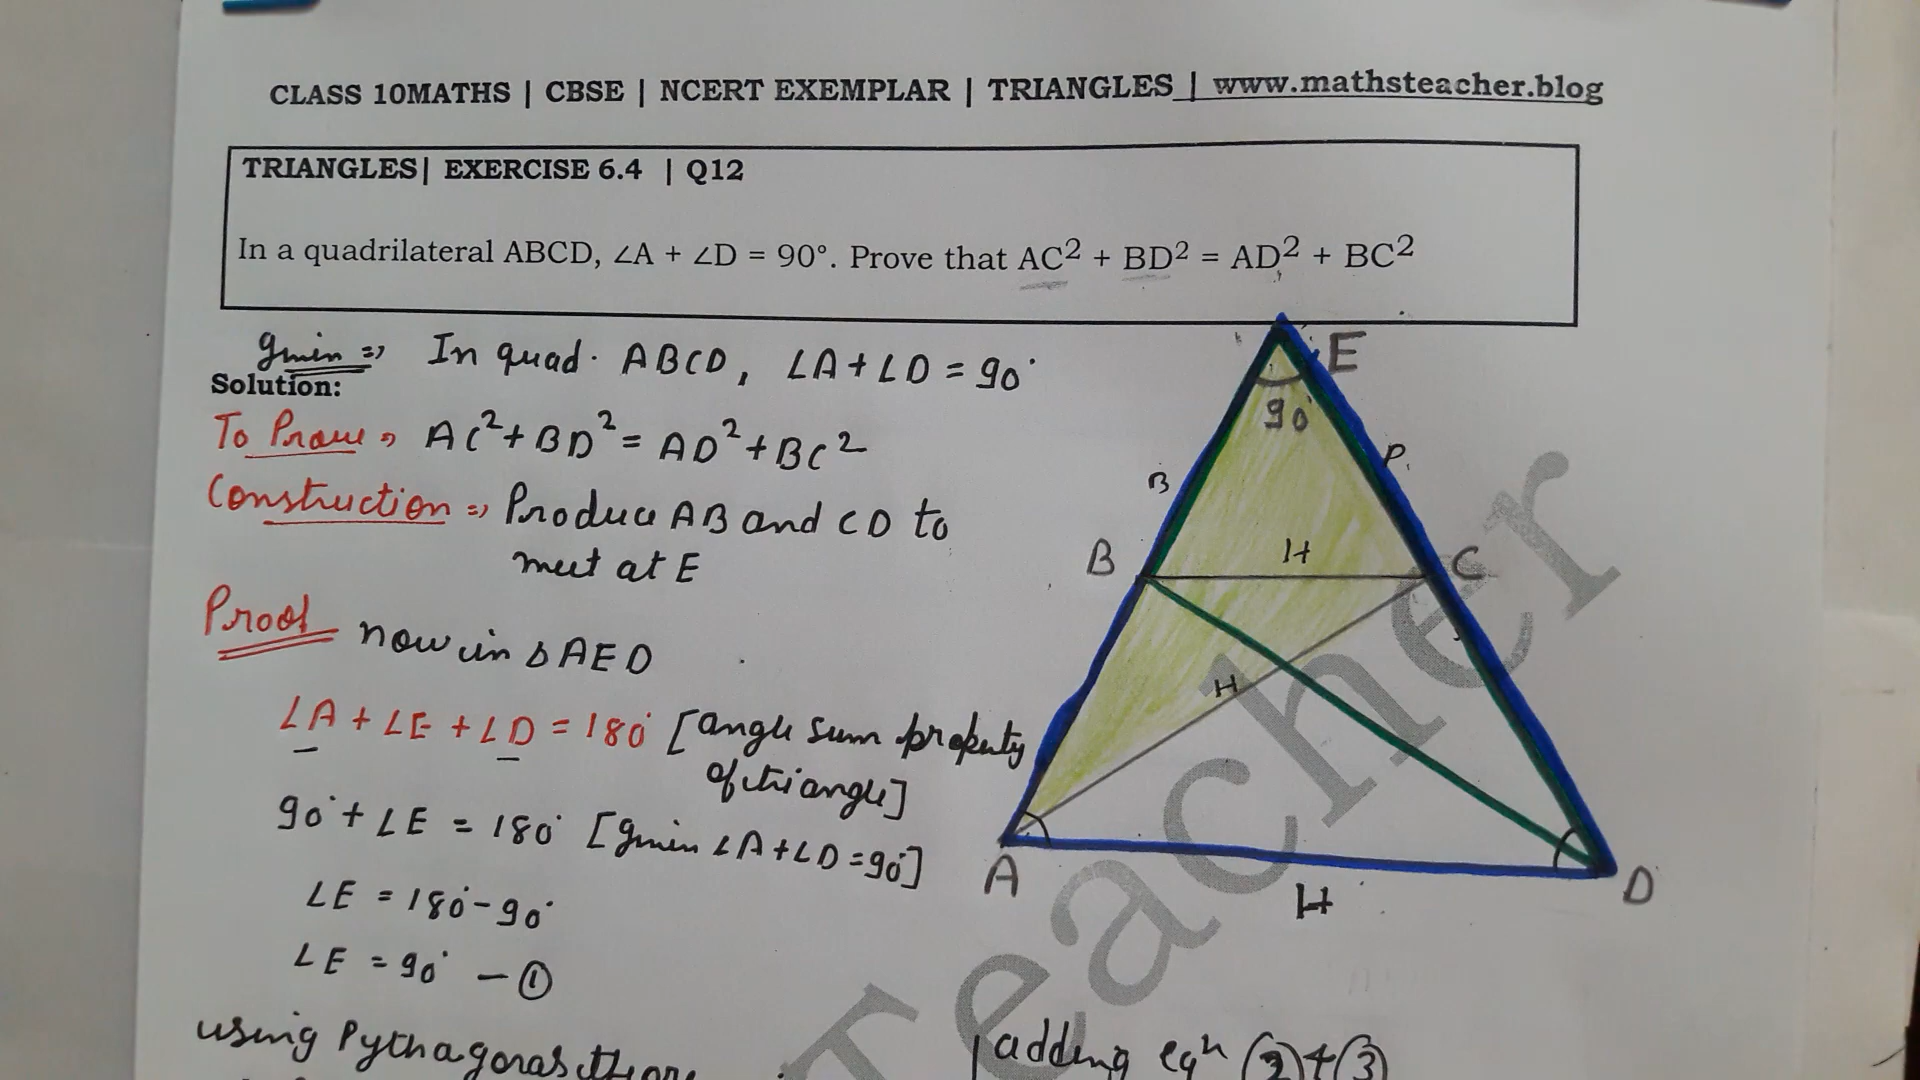 CLASS 10MATHS | CBSE | NCERT EXEMPLAR | TRIANGLES | www.mathsteacher.blog
TRIANGLES| EXERCISE 6.4 | Q12
In a quadrilateral ABCD, ∠A + ∠D = 90°. Prove that AC² + BD² = AD² + BC²
given ⇒ In quad. ABCD, ∠A + ∠D = 90°
Solution:
To Prove ⇒ AC² + BD² = AD² + BC²
Construction ⇒ Produce AB and CD to
meet at E
Proof now in Δ AED
∠A + ∠E + ∠D = 180° [angle sum property
of triangle]
90° + ∠E = 180° [given ∠A + ∠D = 90°]
∠E = 180° - 90°
∠E = 90° - ①
using Pythagoras
adding eqn (2) + (3)
E
90°
P.
B
B
H
C
H
A
H
D
Teacher